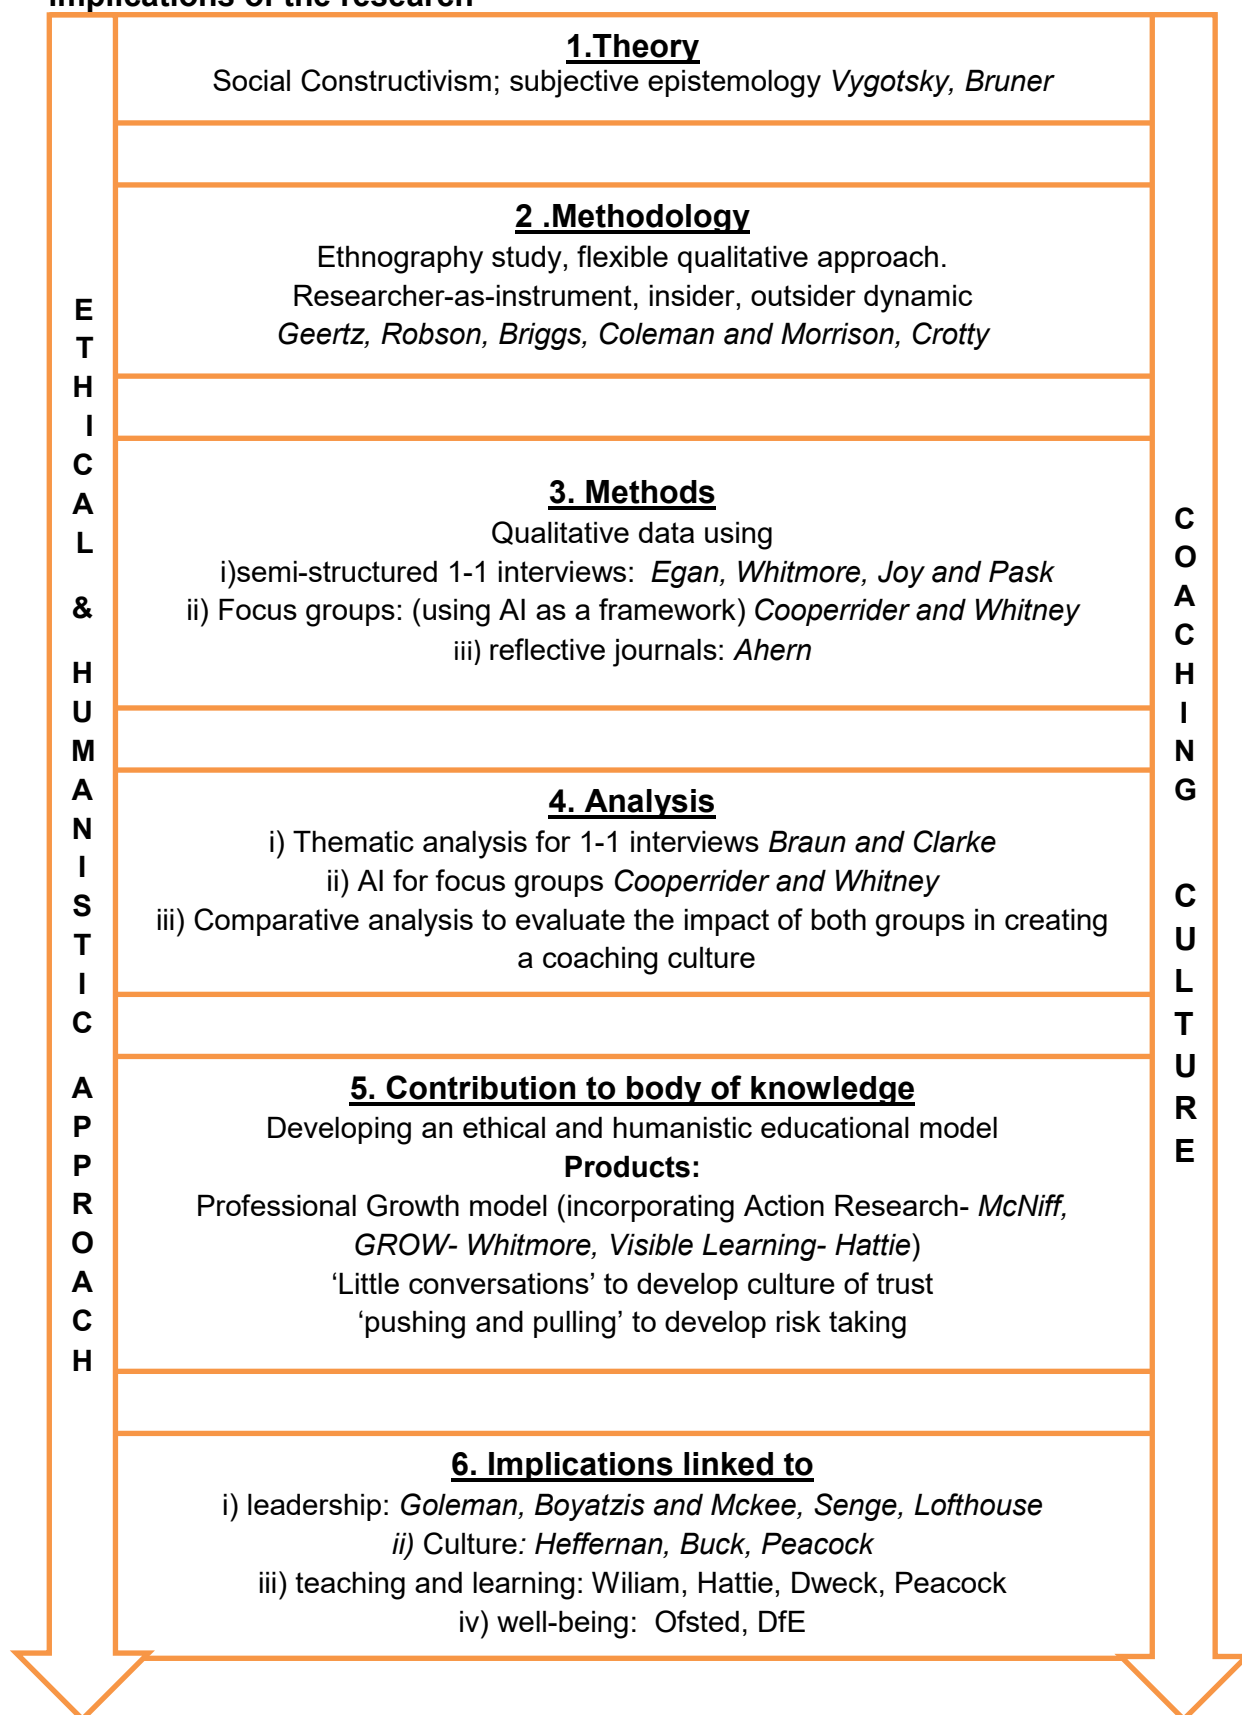 implications of the research
1.Theory
Social Constructivism; subjective epistemology Vygotsky, Bruner
2 .Methodology
Ethnography study, flexible qualitative approach.
Researcher-as-instrument, insider, outsider dynamic
Geertz, Robson, Briggs, Coleman and Morrison, Crotty
3. Methods
Qualitative data using
i)semi-structured 1-1 interviews: Egan, Whitmore, Joy and Pask
ii) Focus groups: (using AI as a framework) Cooperrider and Whitney
iii) reflective journals: Ahern
4. Analysis
i) Thematic analysis for 1-1 interviews Braun and Clarke
ii) AI for focus groups Cooperrider and Whitney
iii) Comparative analysis to evaluate the impact of both groups in creating
a coaching culture
5. Contribution to body of knowledge
Developing an ethical and humanistic educational model
Products:
Professional Growth model (incorporating Action Research- McNiff,
GROW- Whitmore, Visible Learning- Hattie)
‘Little conversations’ to develop culture of trust
‘pushing and pulling’ to develop risk taking
6. Implications linked to
i) leadership: Goleman, Boyatzis and Mckee, Senge, Lofthouse
ii) Culture: Heffernan, Buck, Peacock
iii) teaching and learning: Wiliam, Hattie, Dweck, Peacock
iv) well-being: Ofsted, DfE
ETHICAL & HUMANISTIC APPROACH
COACHING CULTURE